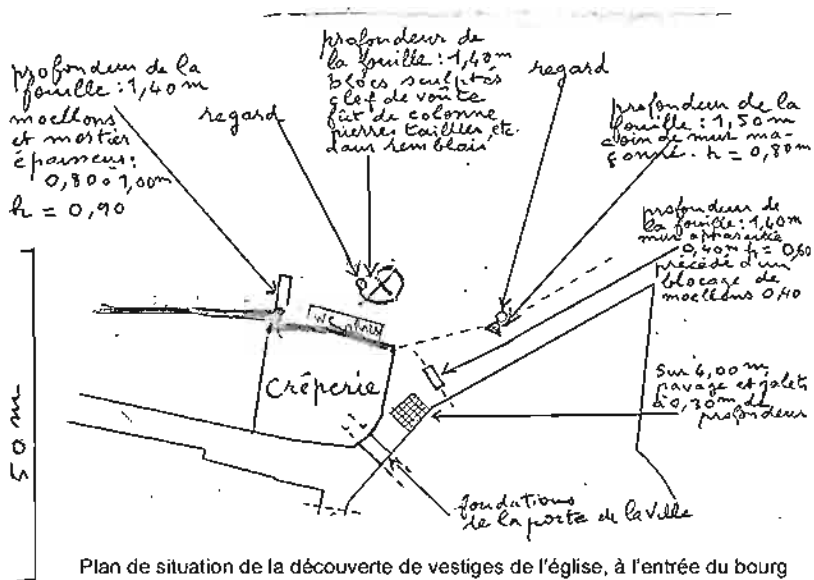 profondeur de la
fouille : 1,40 m
moellons
et mortier
épaisseur :
0,80 à 1,00 m
h = 0,90
regard
profondeur de
la fouille : 1,40 m
blocs sculptés
clef de voûte
fût de colonne
pierres taillées, etc.
dans remblais
regard
profondeur de la
fouille : 1,50 m
coin de mur ma-
çonné. h = 0,80 m
profondeur de
la fouille : 1,40 m
mur
0,40 m h = 0,60
précédé d'un
blocage de
moellons 0,40
WC
Crêperie
Sur 4,00 m,
pavage et galets
à 0,30 m de
profondeur
50 m
fondations
de la porte de la ville
Plan de situation de la découverte de vestiges de l'église, à l'entrée du bourg